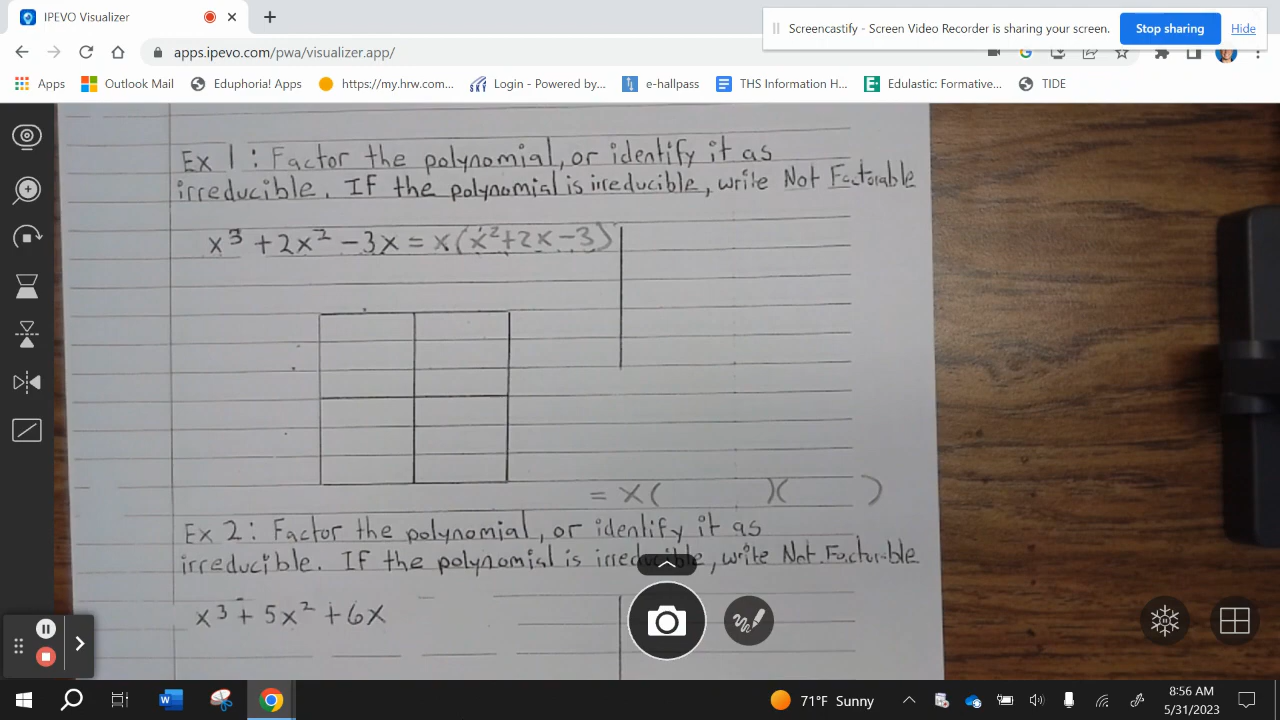 IPEVO Visualizer
Screencastify - Screen Video Recorder is sharing your screen. Stop sharing Hide
apps.ipevo.com/pwa/visualizer.app/
Apps Outlook Mail Eduphoria! Apps https://my.hrw.com... Login - Powered by... e-hallpass THS Information H... Edulastic: Formative... TIDE
Ex 1: Factor the polynomial, or identify it as
irreducible. If the polynomial is irreducible, write Not Factorable
x³ + 2x² - 3x = x(x²+2x-3)
= x( )( )
Ex 2: Factor the polynomial, or identify it as
irreducible. If the polynomial is irreducible, write Not Factorable
x³ + 5x² + 6x
71°F Sunny
8:56 AM
5/31/2023